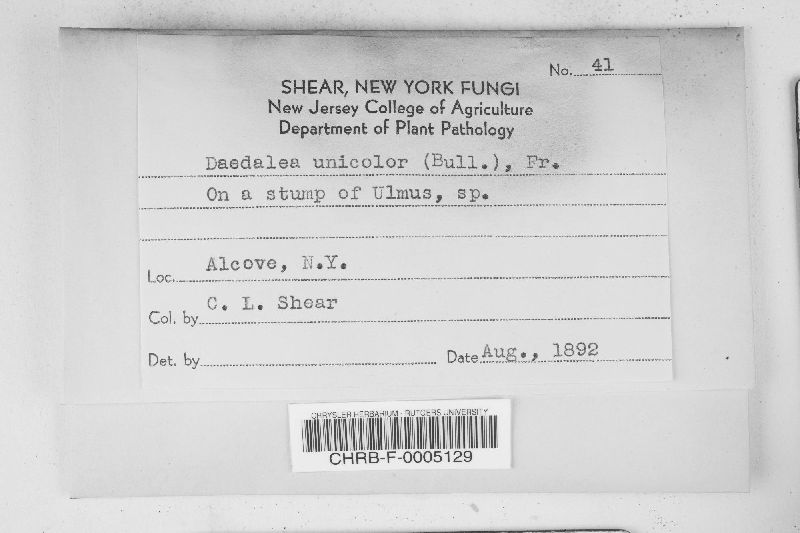 No. 41
SHEAR, NEW YORK FUNGI
New Jersey College of Agriculture
Department of Plant Pathology
Daedalea unicolor (Bull.), Fr.
On a stump of Ulmus, sp.
Loc. Alcove, N.Y.
Col. by C. L. Shear
Det. by Date Aug., 1892
CHRYSLER HERBARIUM - RUTGERS UNIVERSITY
CHRB-F-0005129